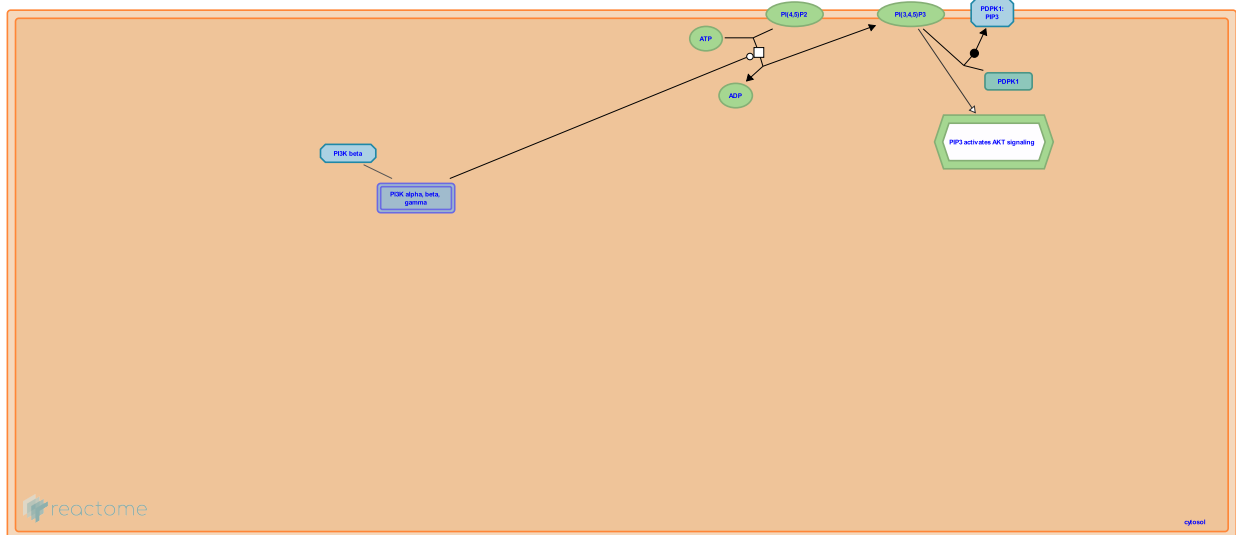 PI(4,5)P2
PI(3,4,5)P3
PDPK1:
PIP3
ATP
PDPK1
ADP
PIP3 activates AKT signaling
PI3K beta
PI3K alpha, beta,
gamma
reactome
cytosol